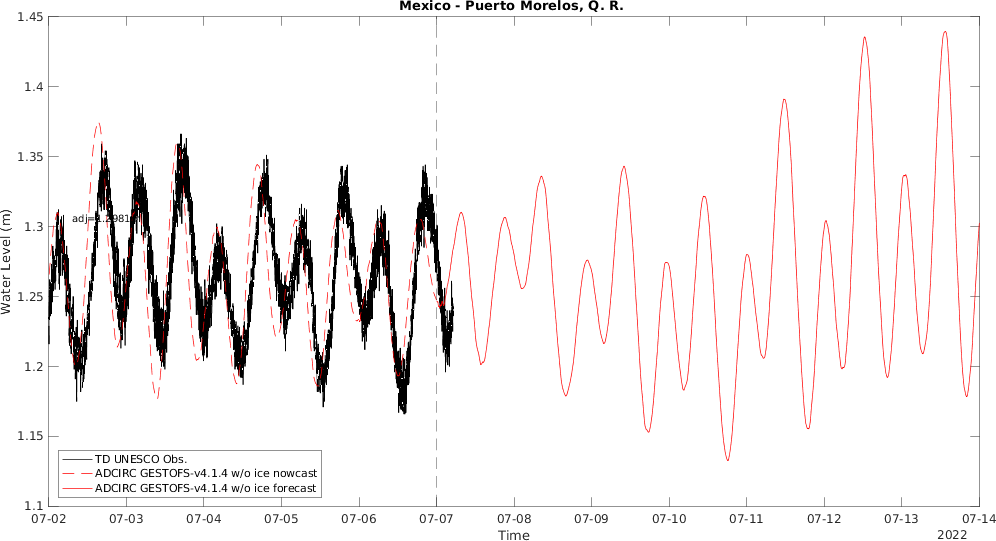 Mexico - Puerto Morelos, Q. R.
1.45
1.4
1.35
1.3
1.25
1.2
1.15
1.1
Water Level (m)
TD UNESCO Obs.
ADCIRC GESTOFS-v4.1.4 w/o ice nowcast
ADCIRC GESTOFS-v4.1.4 w/o ice forecast
07-02 07-03 07-04 07-05 07-06 07-07 07-08 07-09 07-10 07-11 07-12 07-13 07-14
Time
2022